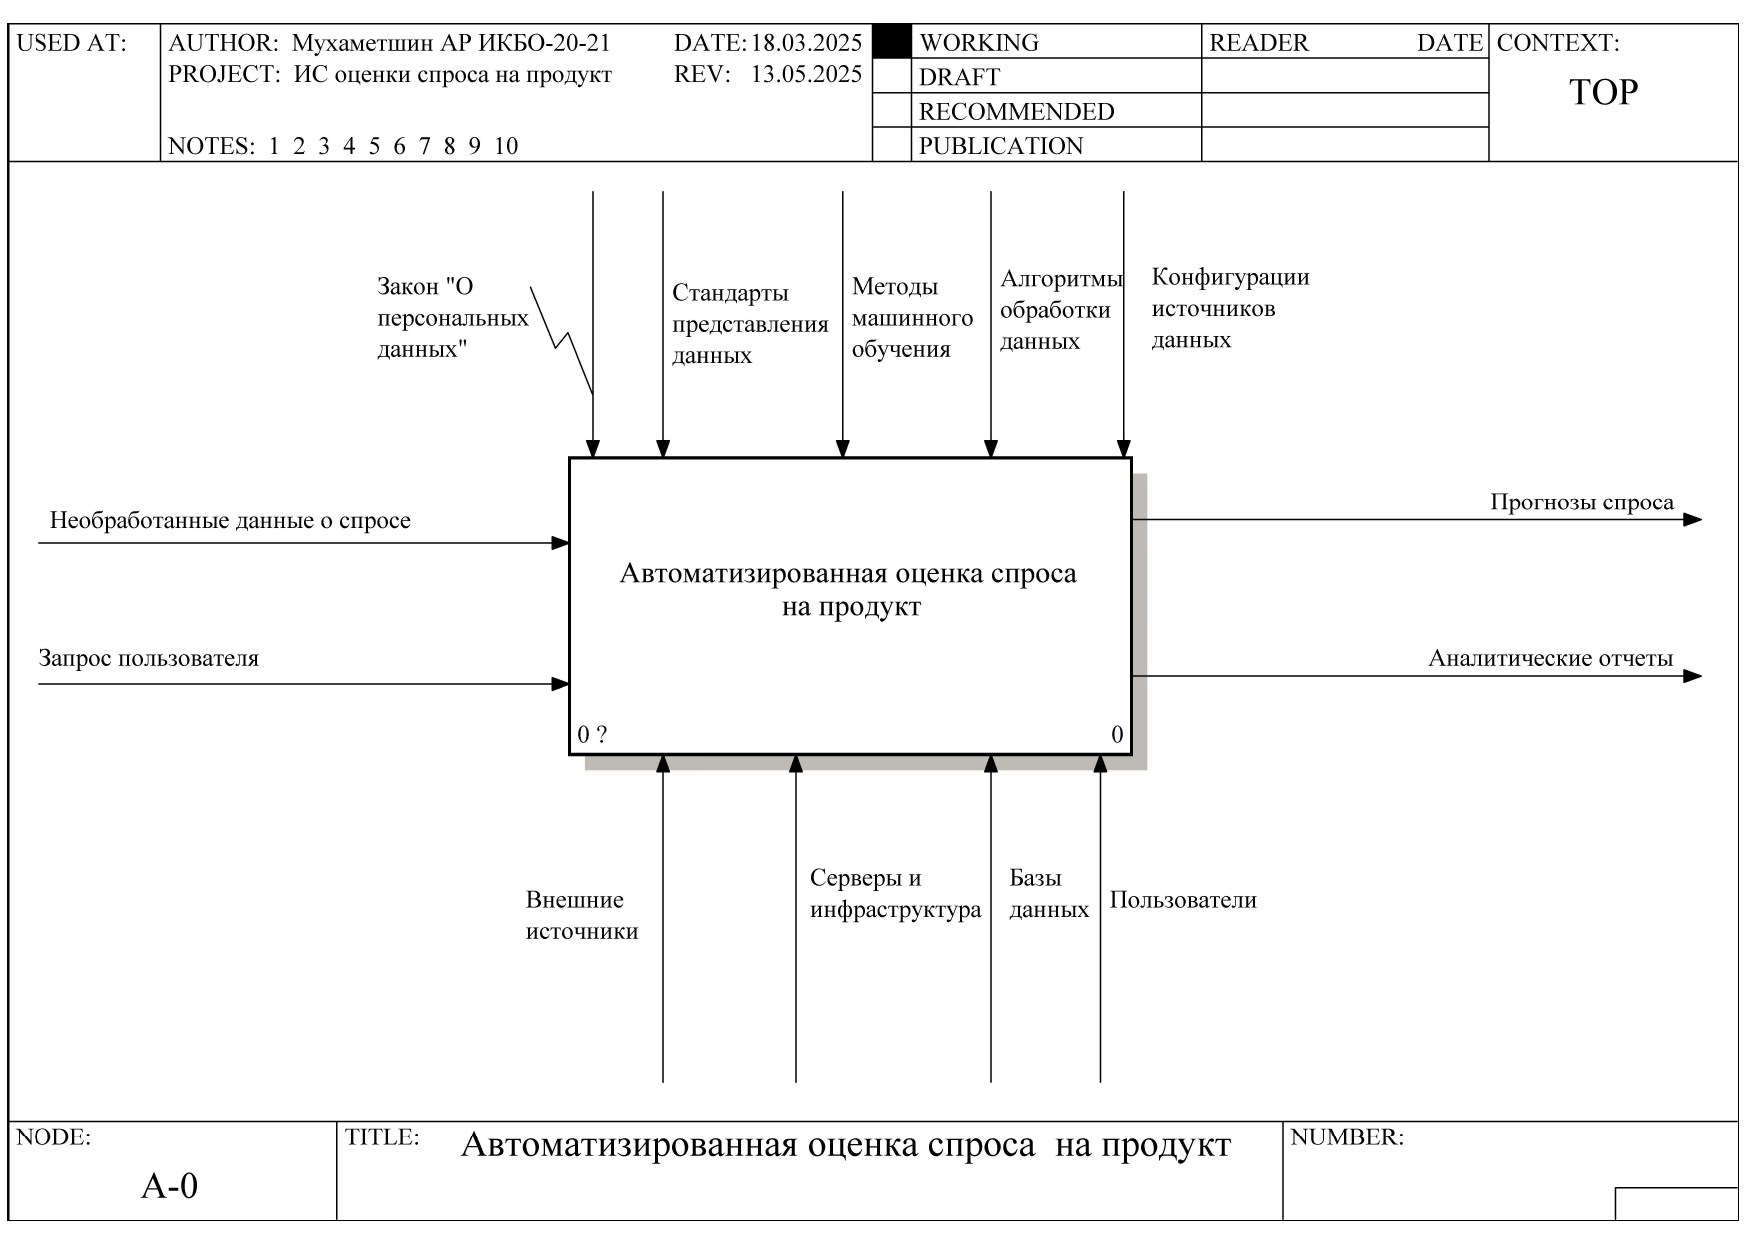 USED AT:
AUTHOR: Мухаметшин АР ИКБО-20-21
DATE: 18.03.2025
PROJECT: ИС оценки спроса на продукт
REV: 13.05.2025
NOTES: 1 2 3 4 5 6 7 8 9 10
WORKING
DRAFT
RECOMMENDED
PUBLICATION
READER DATE
CONTEXT:
TOP
Закон "О
персональных
данных"
Стандарты
представления
данных
Методы
машинного
обучения
Алгоритмы
обработки
данных
Конфигурации
источников
данных
Необработанные данные о спросе
Запрос пользователя
Автоматизированная оценка спроса
на продукт
0 ?
0
Прогнозы спроса
Аналитические отчеты
Внешние
источники
Серверы и
инфраструктура
Базы
данных
Пользователи
NODE:
A-0
TITLE: Автоматизированная оценка спроса на продукт
NUMBER: